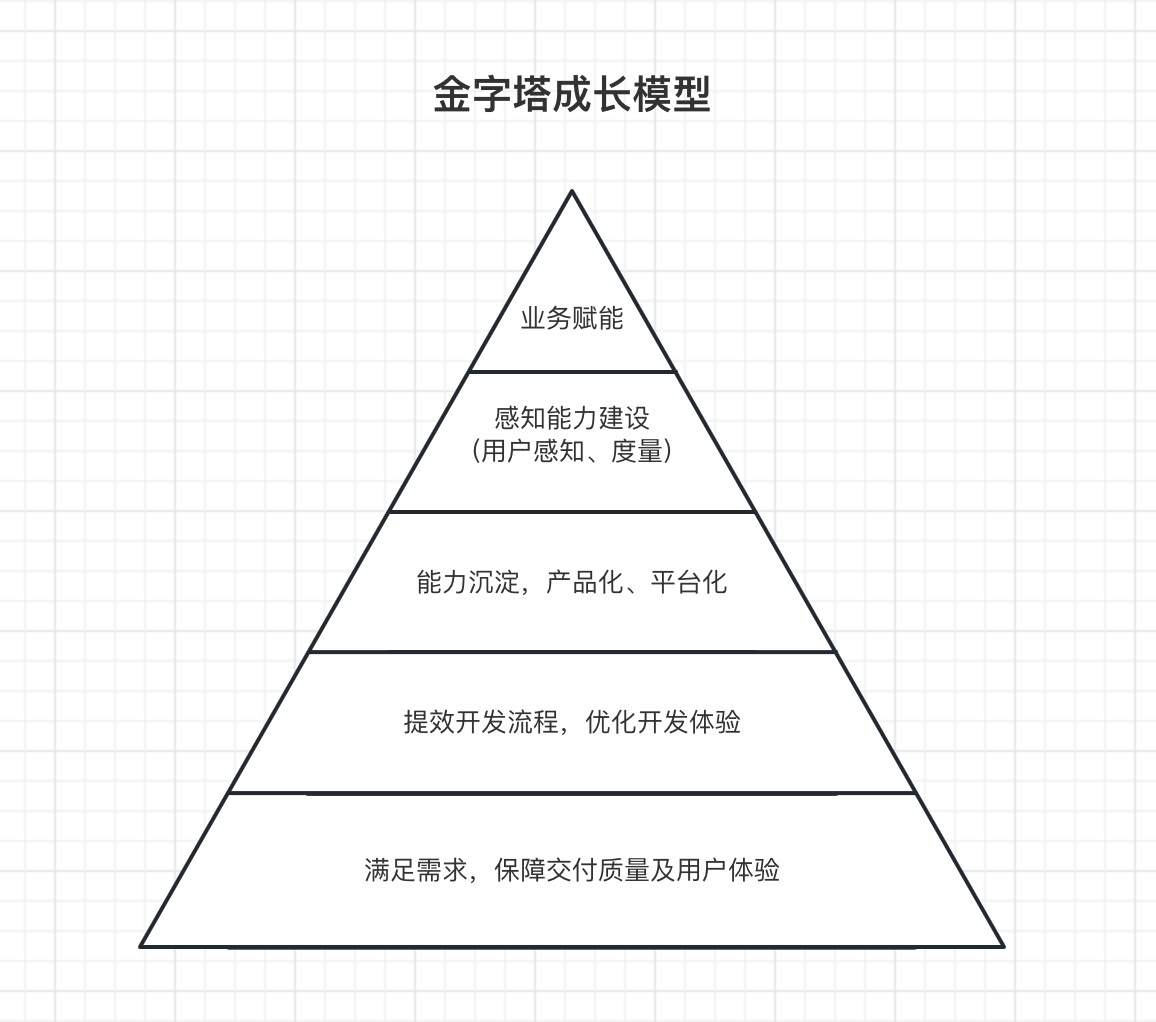 金字塔成长模型
业务赋能
感知能力建设
（用户感知、度量）
能力沉淀，产品化、平台化
提效开发流程，优化开发体验
满足需求，保障交付质量及用户体验